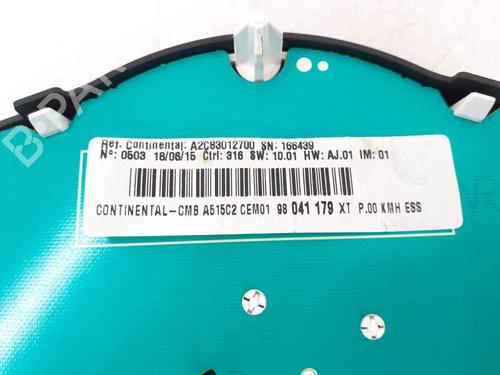 Ref. Continental: A2C83012700 SN: 166439
N°: 0503 18/06/15 Ctrl: 316 SW: 10.01 HW: AJ.01 IM: 01
CONTINENTAL-CMB A515C2 CEM01 98 041 179 XT P.00 KMH ESS